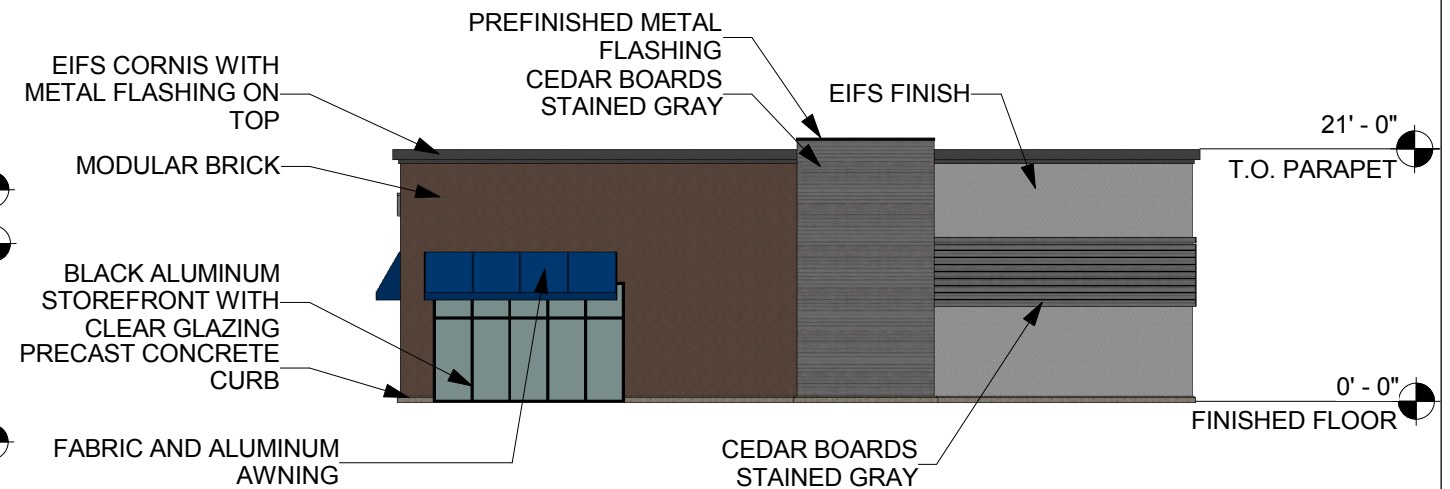 PREFINISHED METAL
FLASHING
CEDAR BOARDS
STAINED GRAY
EIFS CORNIS WITH
METAL FLASHING ON
TOP
EIFS FINISH
21' - 0"
T.O. PARAPET
MODULAR BRICK
BLACK ALUMINUM
STOREFRONT WITH
CLEAR GLAZING
PRECAST CONCRETE
CURB
0' - 0"
FINISHED FLOOR
FABRIC AND ALUMINUM
AWNING
CEDAR BOARDS
STAINED GRAY